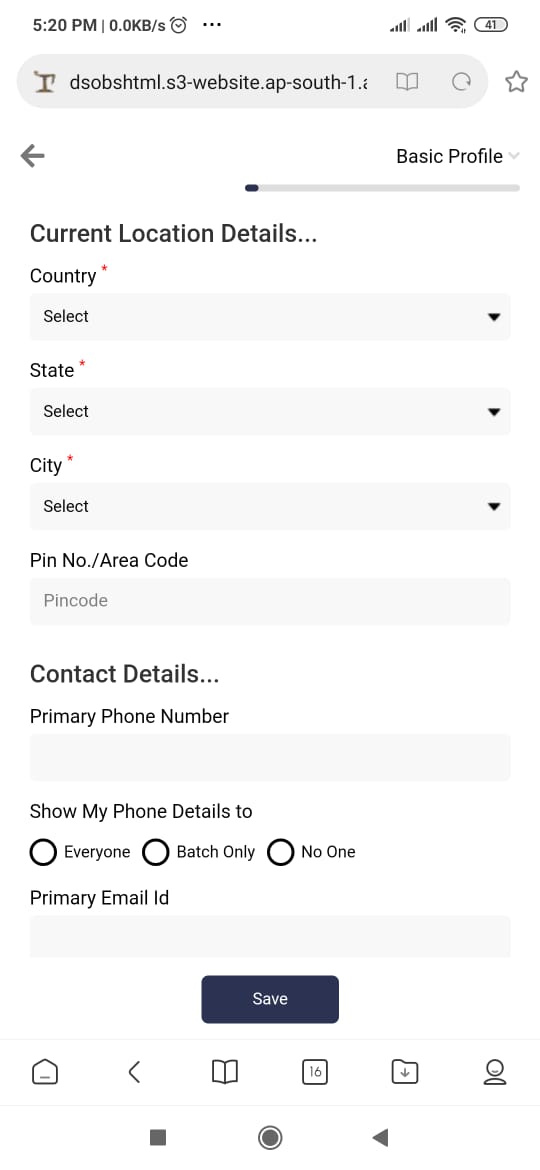 5:20 PM | 0.0KB/s ...
41
dsobshtml.s3-website.ap-south-1.a
Basic Profile
Current Location Details...
Country *
Select
State *
Select
City *
Select
Pin No./Area Code
Pincode
Contact Details...
Primary Phone Number
Show My Phone Details to
Everyone Batch Only No One
Primary Email Id
Save
16